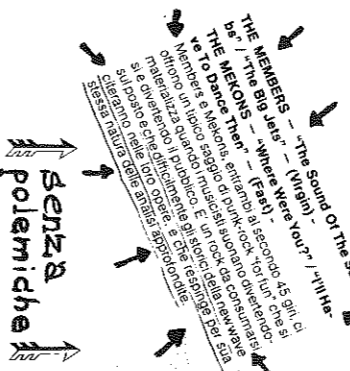 THE MEMBERS — "The Sound Of The
bs" / "The Big Jets" — (Virgin) -
THE MEKONS — "Where Were You?" / "I'll Ha-
ve To Dance Then" — (Fast) -
Members e Mekons, entrambi al secondo 45 giri, ci
offrono un tipico saggio di punk-rock "for fun" che si
materializza quando i musicisti suonano divertendo-
si e divertendo il pubblico. E' un rock da consumarsi
sul posto e che difficilmente gli storici della new wave
citeranno nelle loro opere, e che respinge per sua
stessa natura delle analisi approfondite.
senza
polemiche